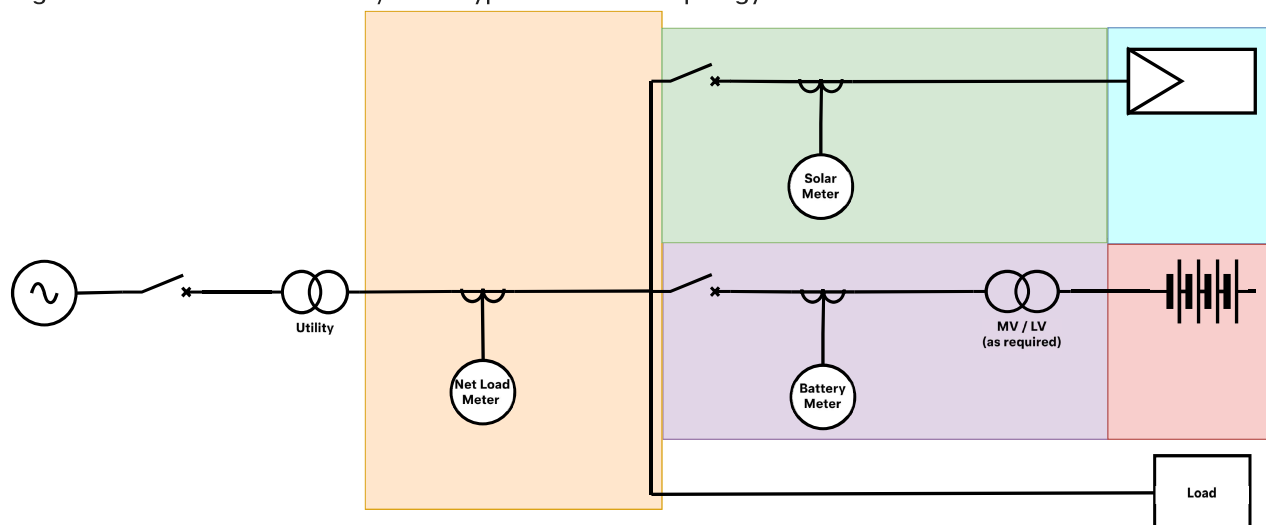 Solar
Meter
Utility
Net Load
Meter
MV / LV
(as required)
Battery
Meter
Load